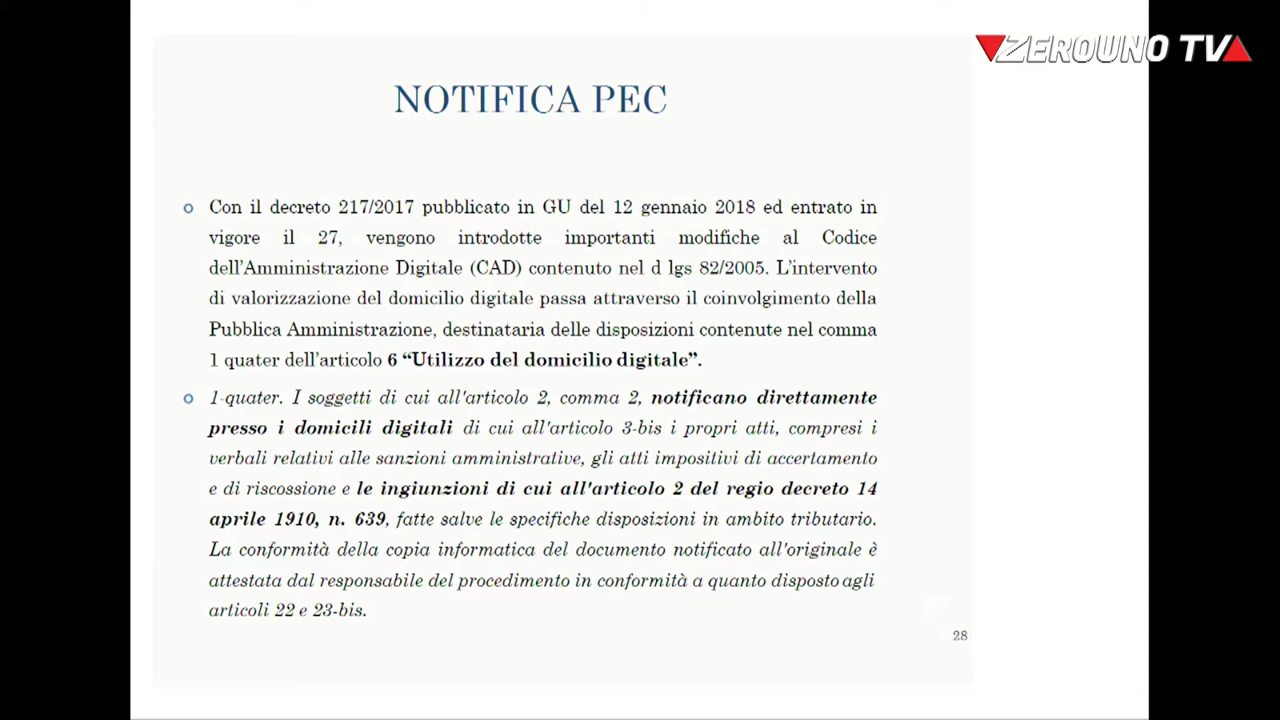 ZEROUNO TV
NOTIFICA PEC
Con il decreto 217/2017 pubblicato in GU del 12 gennaio 2018 ed entrato in
vigore il 27, vengono introdotte importanti modifiche al Codice
dell'Amministrazione Digitale (CAD) contenuto nel d lgs 82/2005. L'intervento
di valorizzazione del domicilio digitale passa attraverso il coinvolgimento della
Pubblica Amministrazione, destinataria delle disposizioni contenute nel comma
1 quater dell'articolo 6 “Utilizzo del domicilio digitale”.
1-quater. I soggetti di cui all'articolo 2, comma 2, notificano direttamente
presso i domicili digitali di cui all'articolo 3-bis i propri atti, compresi i
verbali relativi alle sanzioni amministrative, gli atti impositivi di accertamento
e di riscossione e le ingiunzioni di cui all'articolo 2 del regio decreto 14
aprile 1910, n. 639, fatte salve le specifiche disposizioni in ambito tributario.
La conformità della copia informatica del documento notificato all'originale è
attestata dal responsabile del procedimento in conformità a quanto disposto agli
articoli 22 e 23-bis.
28